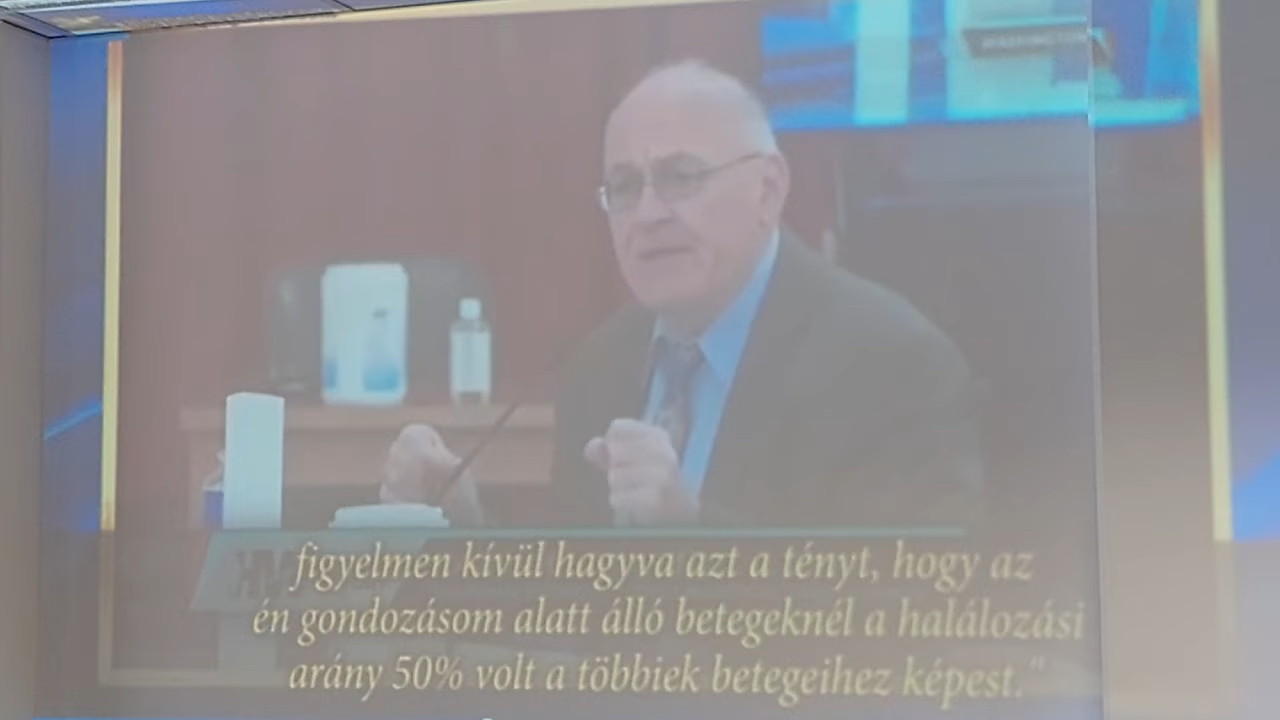 figyelmen kívül hagyva azt a tényt, hogy az
én gondozásom alatt álló betegeknél a halálozási
arány 50% volt a többiek betegeihez képest."